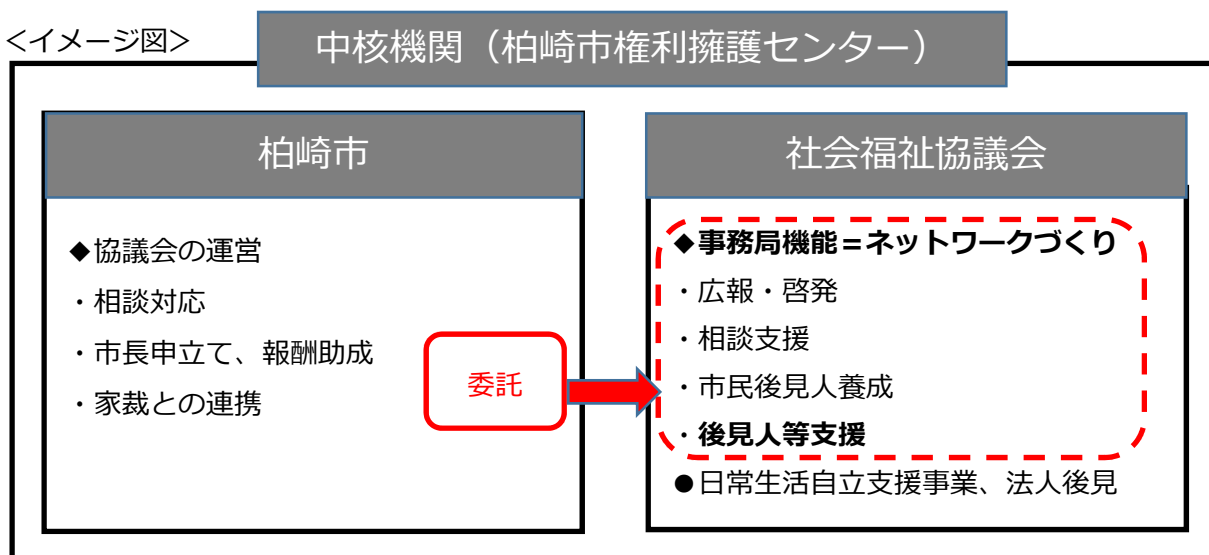 <イメージ図>
中核機関（柏崎市権利擁護センター）
柏崎市
◆協議会の運営
・相談対応
・市長申立て、報酬助成
・家裁との連携
委託
社会福祉協議会
◆事務局機能＝ネットワークづくり
・広報・啓発
・相談支援
・市民後見人養成
・後見人等支援
●日常生活自立支援事業、法人後見